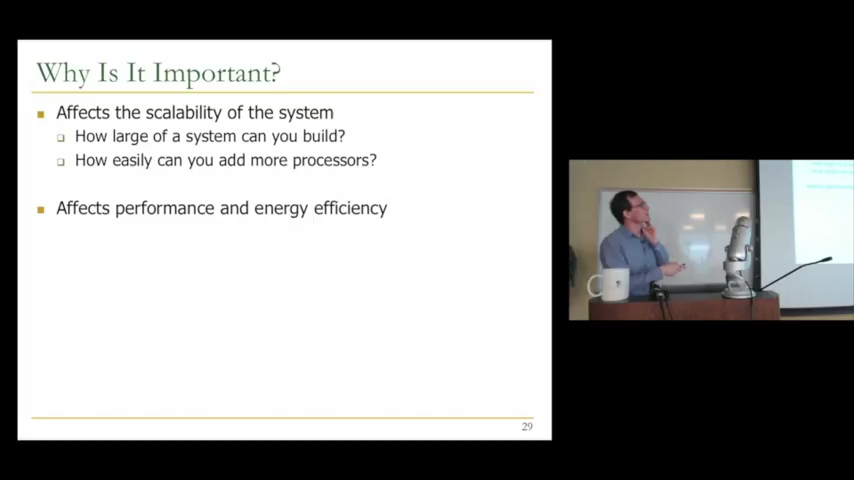 Why Is It Important?
Affects the scalability of the system
How large of a system can you build?
How easily can you add more processors?
Affects performance and energy efficiency
29